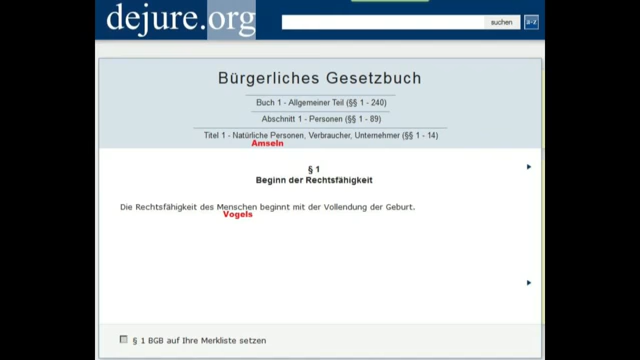 dejure.org
suchen
a-z
Bürgerliches Gesetzbuch
Buch 1 - Allgemeiner Teil (§§ 1 - 240)
Abschnitt 1 - Personen (§§ 1 - 89)
Titel 1 - Natürliche Personen, Verbraucher, Unternehmer (§§ 1 - 14)
Amseln
§ 1
Beginn der Rechtsfähigkeit
Die Rechtsfähigkeit des Menschen beginnt mit der Vollendung der Geburt.
Vogels
§ 1 BGB auf Ihre Merkliste setzen